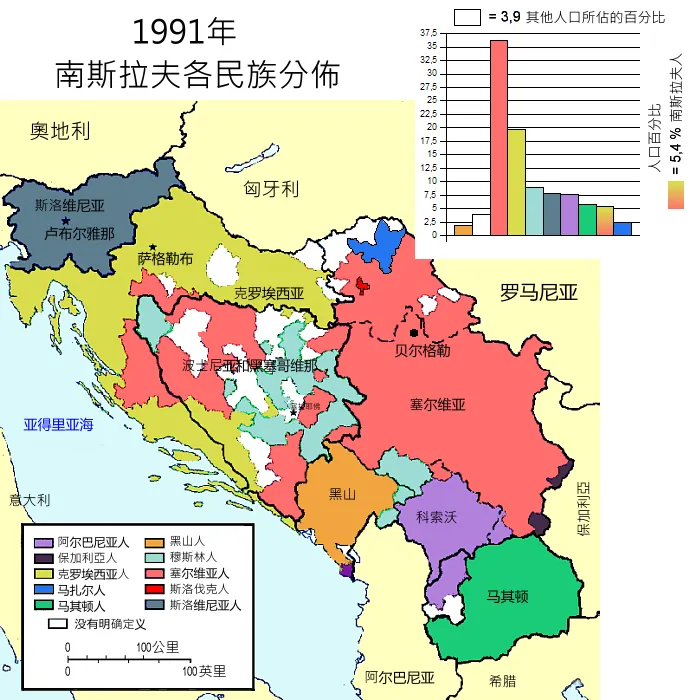 1991年
南斯拉夫各民族分佈
= 3,9 其他人口所佔的百分比
37,5
35
32,5
30
27,5
25
22,5
20
17,5
15
12,5
10
7,5
5
2,5
0
人口百分比
= 5,4 % 南斯拉夫人
奧地利
匈牙利
斯洛维尼亚
卢布尔雅那
萨格勒布
克罗埃西亚
罗马尼亚
贝尔格勒
波士尼亚和黑塞哥维那
塞尔维亚
亚得里亚海
意大利
黑山
科索沃
保加利亞
马其顿
阿尔巴尼亚
希腊
阿尔巴尼亚人
保加利亞人
克罗埃西亚人
马扎尔人
马其顿人
黑山人
穆斯林人
塞尔维亚人
斯洛伐克人
斯洛维尼亚人
没有明确定义
0 100公里
0 100英里